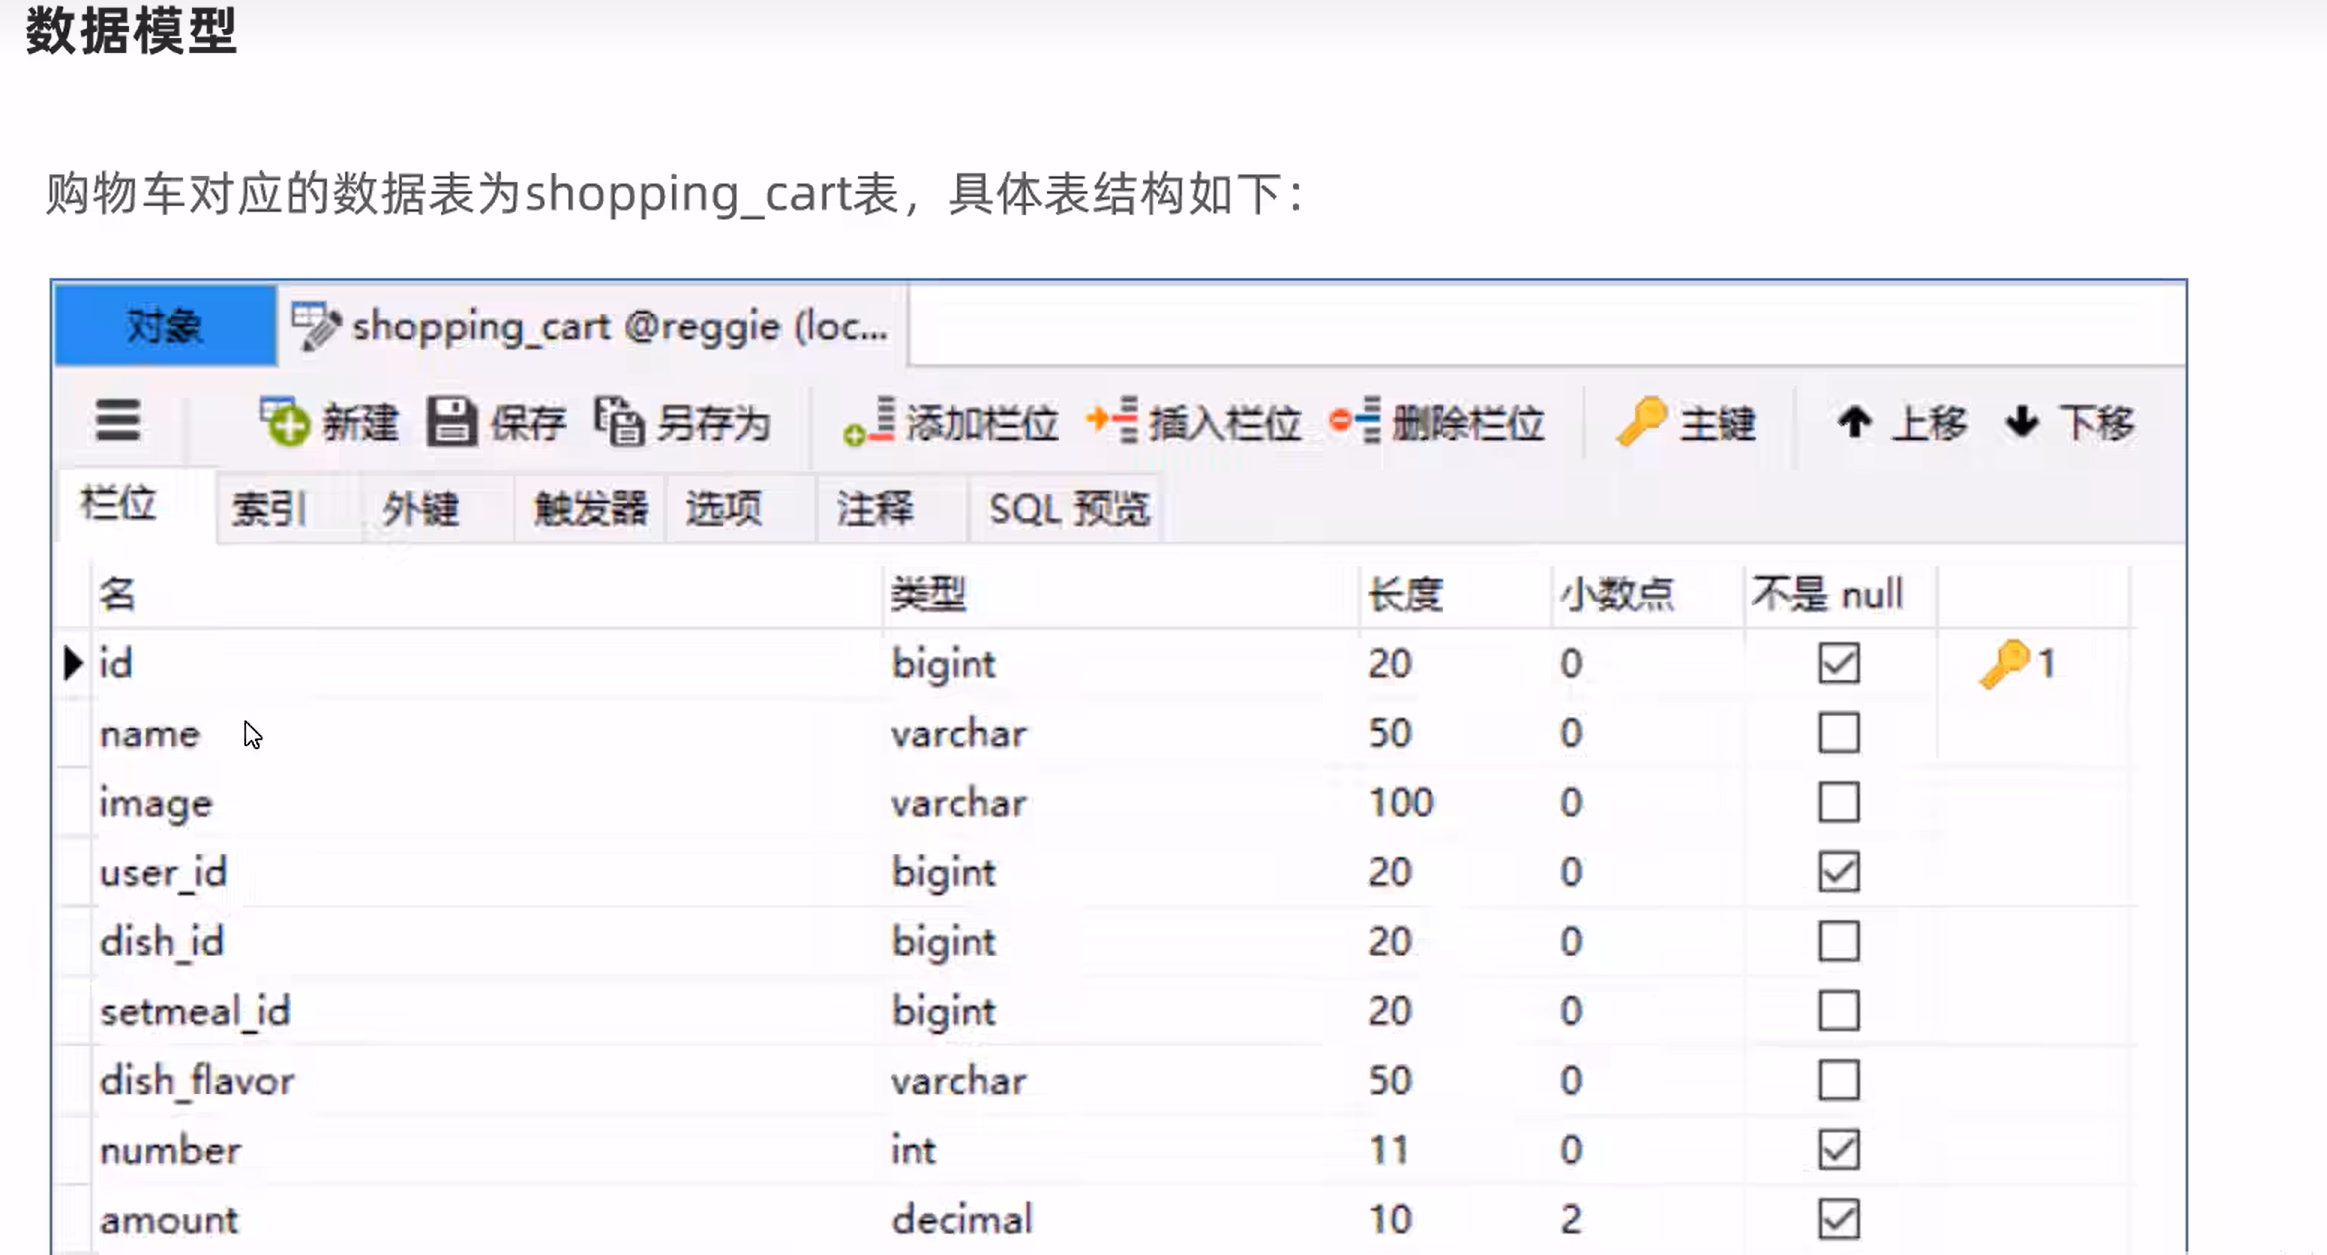 数据模型
购物车对应的数据表为shopping_cart表，具体表结构如下：
对象 shopping_cart @reggie (loc...
新建 保存 另存为 添加栏位 插入栏位 删除栏位 主键 上移 下移
栏位 索引 外键 触发器 选项 注释 SQL 预览
名 类型 长度 小数点 不是 null
id bigint 20 0 1
name varchar 50 0
image varchar 100 0
user_id bigint 20 0
dish_id bigint 20 0
setmeal_id bigint 20 0
dish_flavor varchar 50 0
number int 11 0
amount decimal 10 2